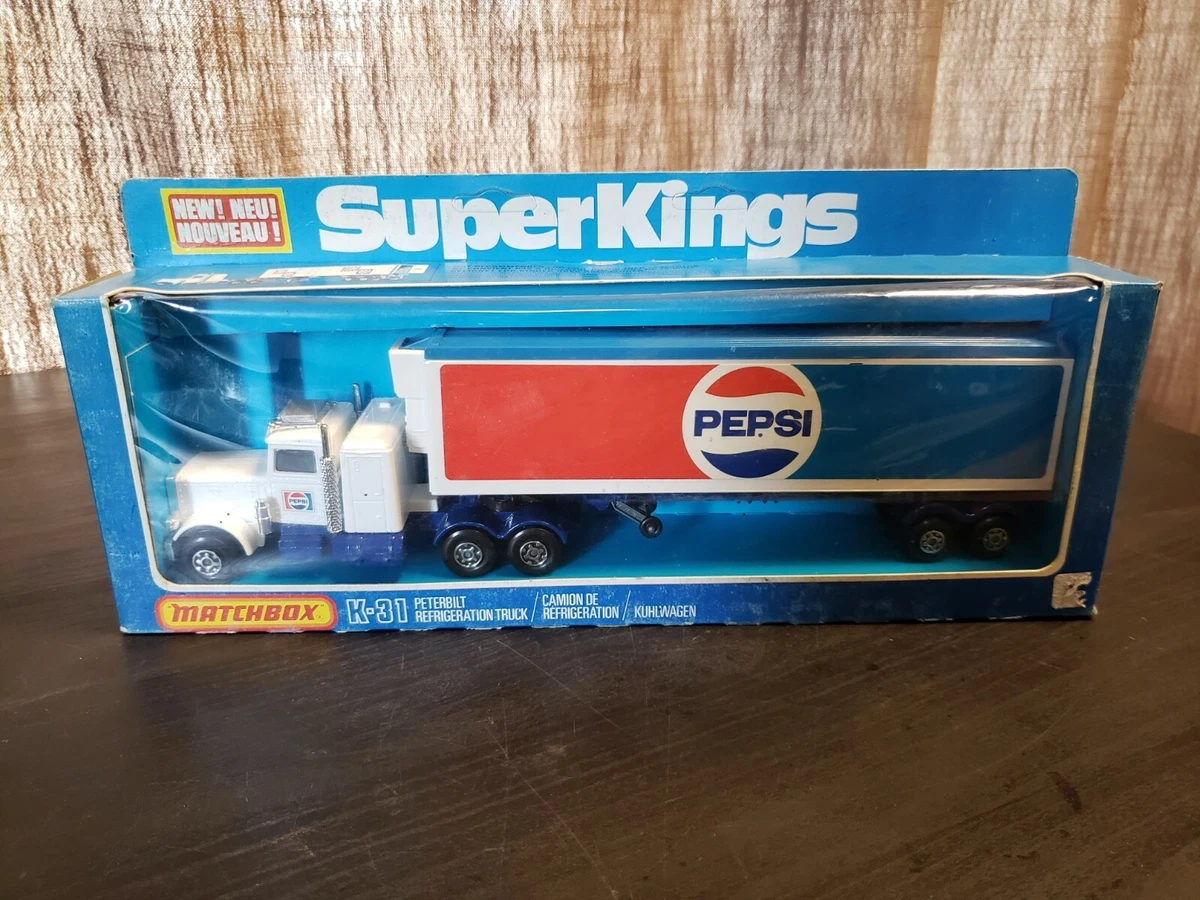 NEW! NEU!
NOUVEAU!
SuperKings
PEPSI
PEPSI
MATCHBOX
K-31
PETERBILT
REFRIGERATION TRUCK / CAMION DE
REFRIGERATION / KUHLWAGEN